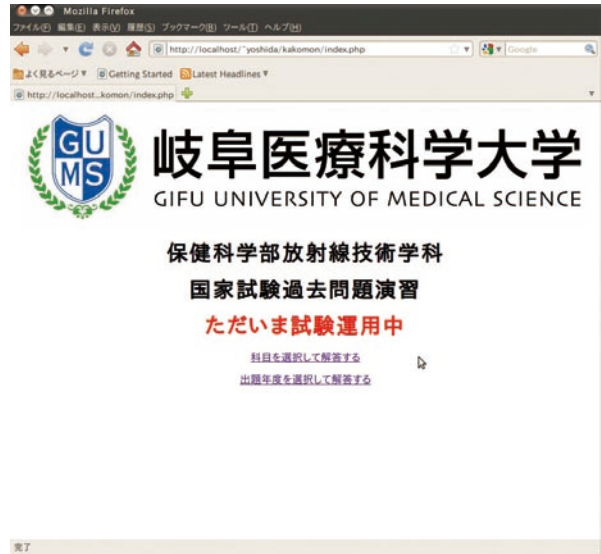 Mozilla Firefox
ファイル(F) 編集(E) 表示(V) 履歴(S) ブックマーク(B) ツール(T) ヘルプ(H)
http://localhost/~yoshida/kakomon/index.php Google
よく見るページ Getting Started Latest Headlines
http://localhost...komon/index.php
GU
MS
岐阜医療科学大学
GIFU UNIVERSITY OF MEDICAL SCIENCE
保健科学部放射線技術学科
国家試験過去問題演習
ただいま試験運用中
科目を選択して解答する
出題年度を選択して解答する
完了